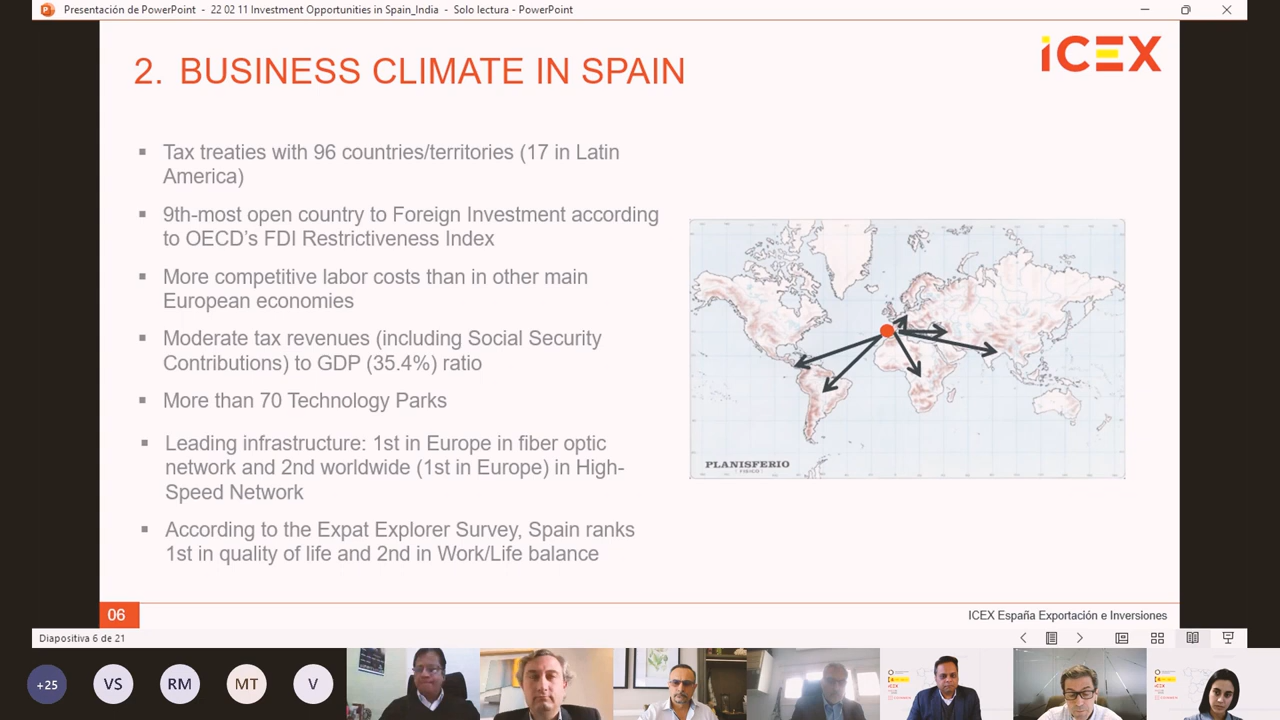 Presentación de PowerPoint - 22 02 11 Investment Opportunities in Spain_India - Solo lectura - PowerPoint
2. BUSINESS CLIMATE IN SPAIN
iCEX
▪ Tax treaties with 96 countries/territories (17 in Latin
America)
▪ 9th-most open country to Foreign Investment according
to OECD's FDI Restrictiveness Index
▪ More competitive labor costs than in other main
European economies
▪ Moderate tax revenues (including Social Security
Contributions) to GDP (35.4%) ratio
▪ More than 70 Technology Parks
▪ Leading infrastructure: 1st in Europe in fiber optic
network and 2nd worldwide (1st in Europe) in High-
Speed Network
▪ According to the Expat Explorer Survey, Spain ranks
1st in quality of life and 2nd in Work/Life balance
PLANISFERIO
06
ICEX España Exportación e Inversiones
Diapositiva 6 de 21
+25
VS
RM
MT
V